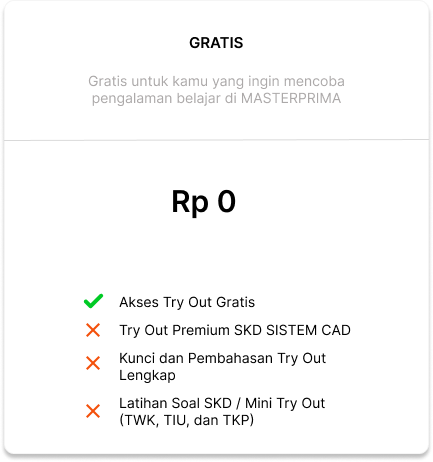 GRATIS
Gratis untuk kamu yang ingin mencoba
pengalaman belajar di MASTERPRIMA
Rp 0
Akses Try Out Gratis
Try Out Premium SKD SISTEM CAD
Kunci dan Pembahasan Try Out
Lengkap
Latihan Soal SKD / Mini Try Out
(TWK, TIU, dan TKP)